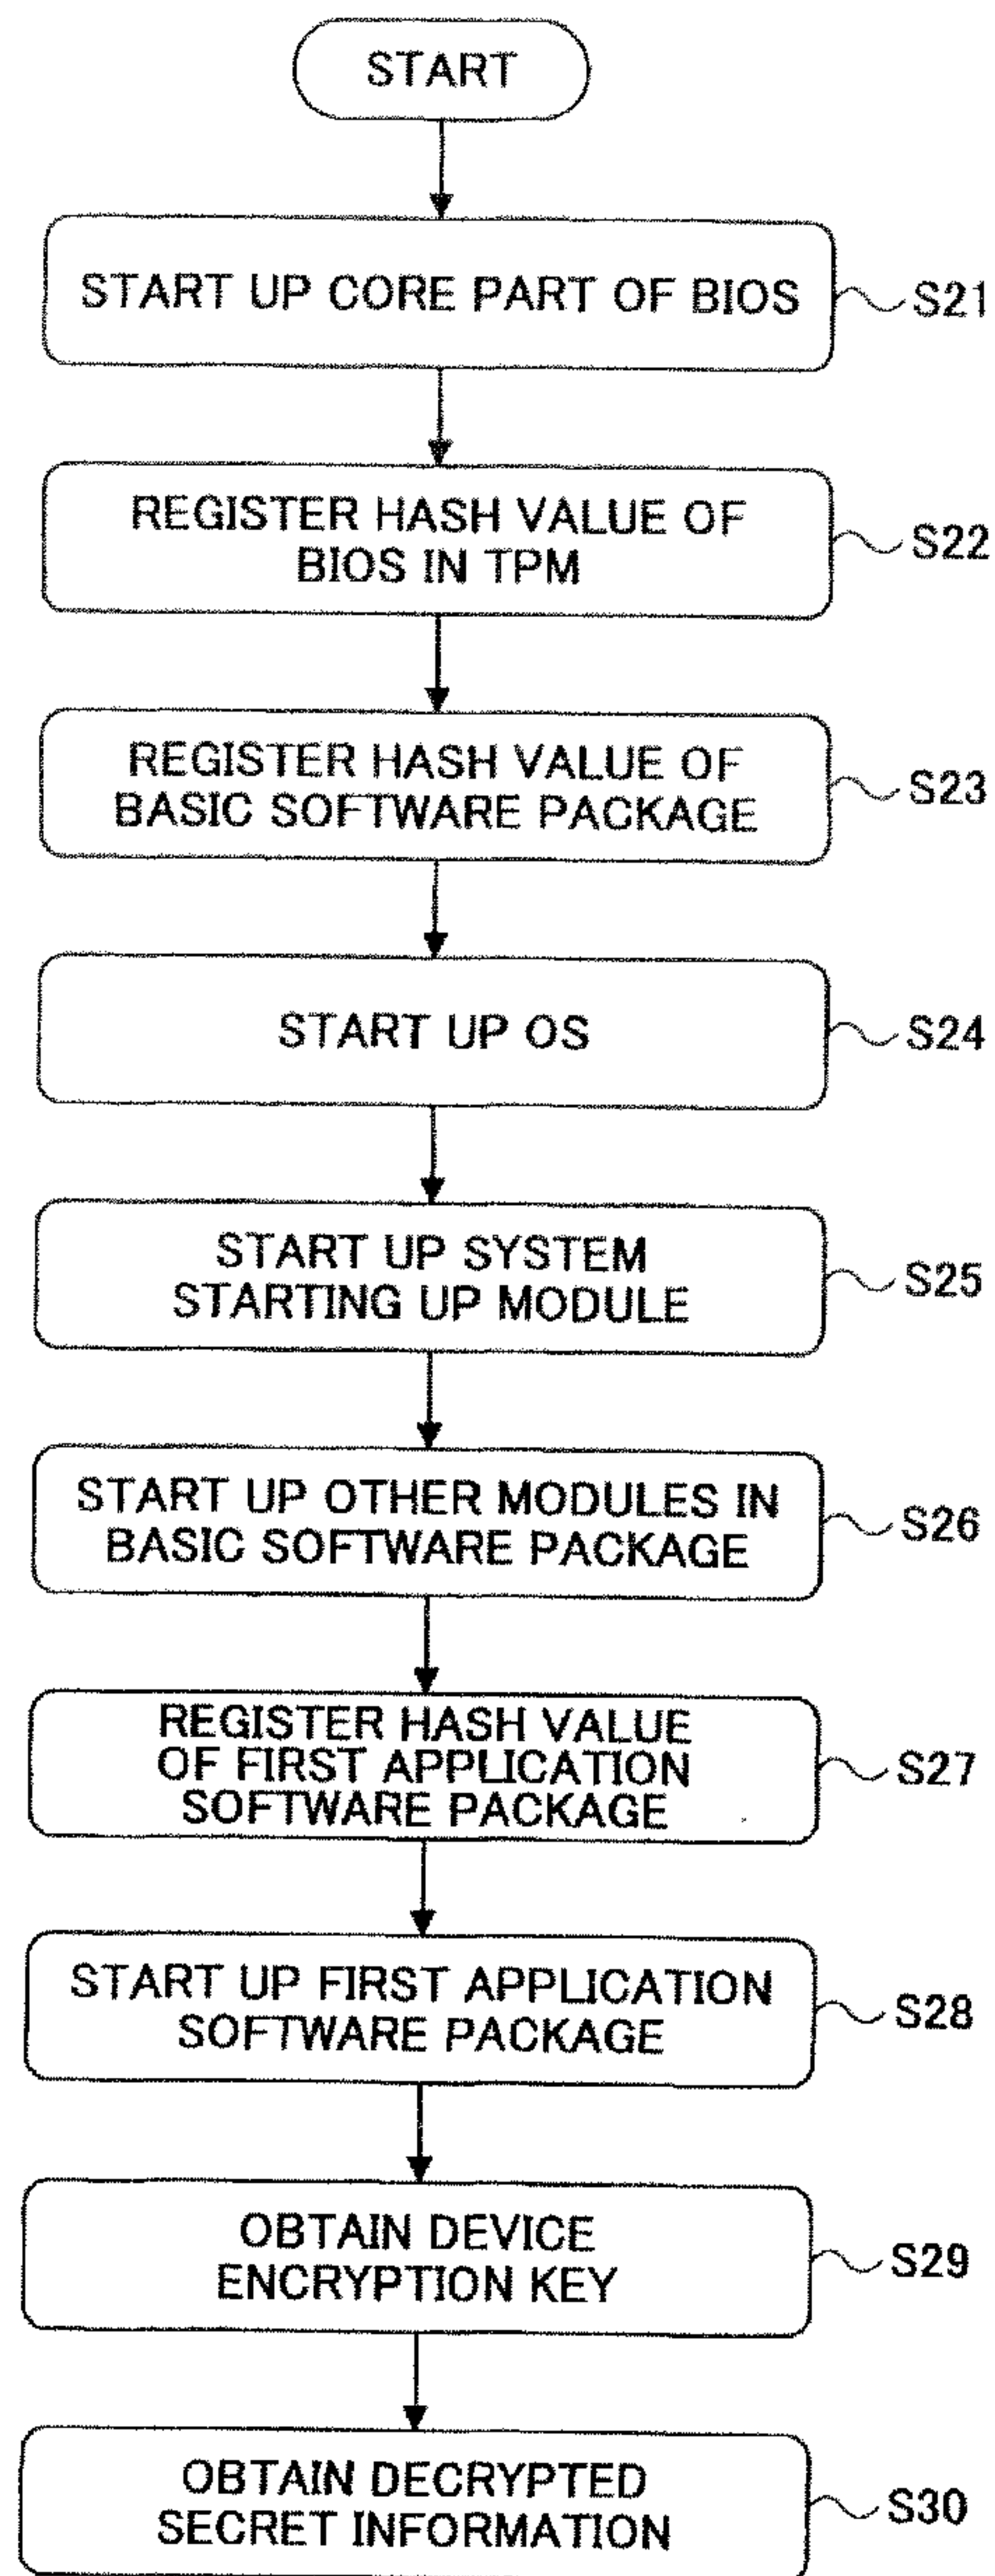 START
START UP CORE PART OF BIOS
S21
REGISTER HASH VALUE OF
BIOS IN TPM
S22
REGISTER HASH VALUE OF
BASIC SOFTWARE PACKAGE
S23
START UP OS
S24
START UP SYSTEM
STARTING UP MODULE
S25
START UP OTHER MODULES IN
BASIC SOFTWARE PACKAGE
S26
REGISTER HASH VALUE
OF FIRST APPLICATION
SOFTWARE PACKAGE
S27
START UP FIRST APPLICATION
SOFTWARE PACKAGE
S28
OBTAIN DEVICE
ENCRYPTION KEY
S29
OBTAIN DECRYPTED
SECRET INFORMATION
S30